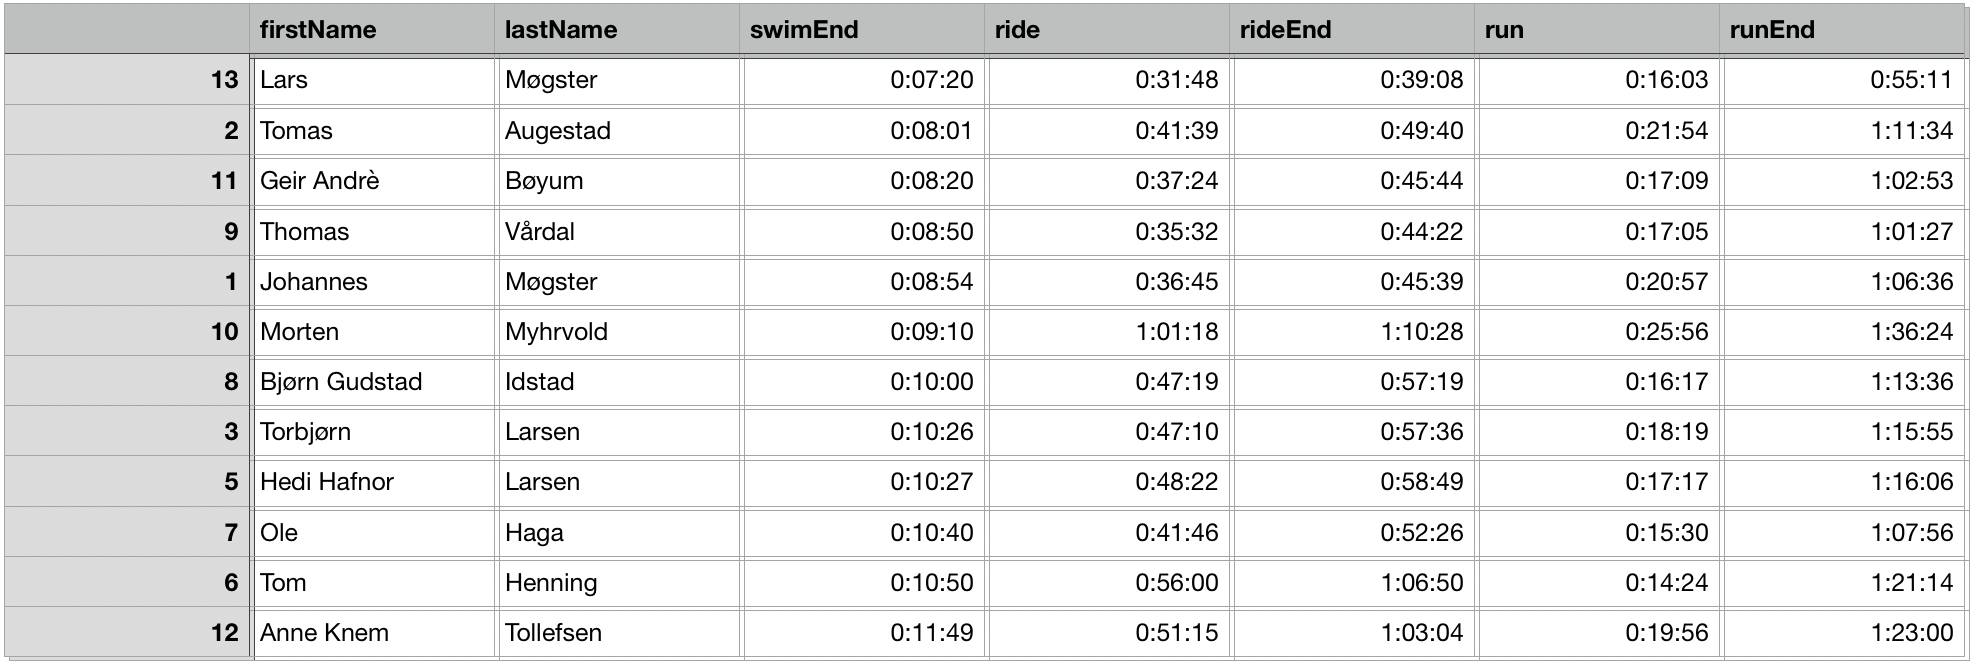 firstName lastName swimEnd ride rideEnd run runEnd
13 Lars Møgster 0:07:20 0:31:48 0:39:08 0:16:03 0:55:11
2 Tomas Augestad 0:08:01 0:41:39 0:49:40 0:21:54 1:11:34
11 Geir Andrè Bøyum 0:08:20 0:37:24 0:45:44 0:17:09 1:02:53
9 Thomas Vårdal 0:08:50 0:35:32 0:44:22 0:17:05 1:01:27
1 Johannes Møgster 0:08:54 0:36:45 0:45:39 0:20:57 1:06:36
10 Morten Myhrvold 0:09:10 1:01:18 1:10:28 0:25:56 1:36:24
8 Bjørn Gudstad Idstad 0:10:00 0:47:19 0:57:19 0:16:17 1:13:36
3 Torbjørn Larsen 0:10:26 0:47:10 0:57:36 0:18:19 1:15:55
5 Hedi Hafnor Larsen 0:10:27 0:48:22 0:58:49 0:17:17 1:16:06
7 Ole Haga 0:10:40 0:41:46 0:52:26 0:15:30 1:07:56
6 Tom Henning 0:10:50 0:56:00 1:06:50 0:14:24 1:21:14
12 Anne Knem Tollefsen 0:11:49 0:51:15 1:03:04 0:19:56 1:23:00